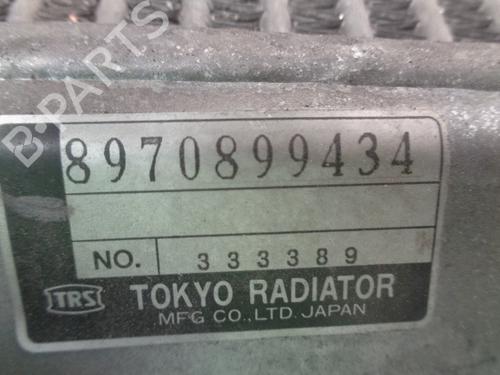 B-PARTS
8970899434
NO. 333389
TRS TOKYO RADIATOR
MFG CO.,LTD. JAPAN